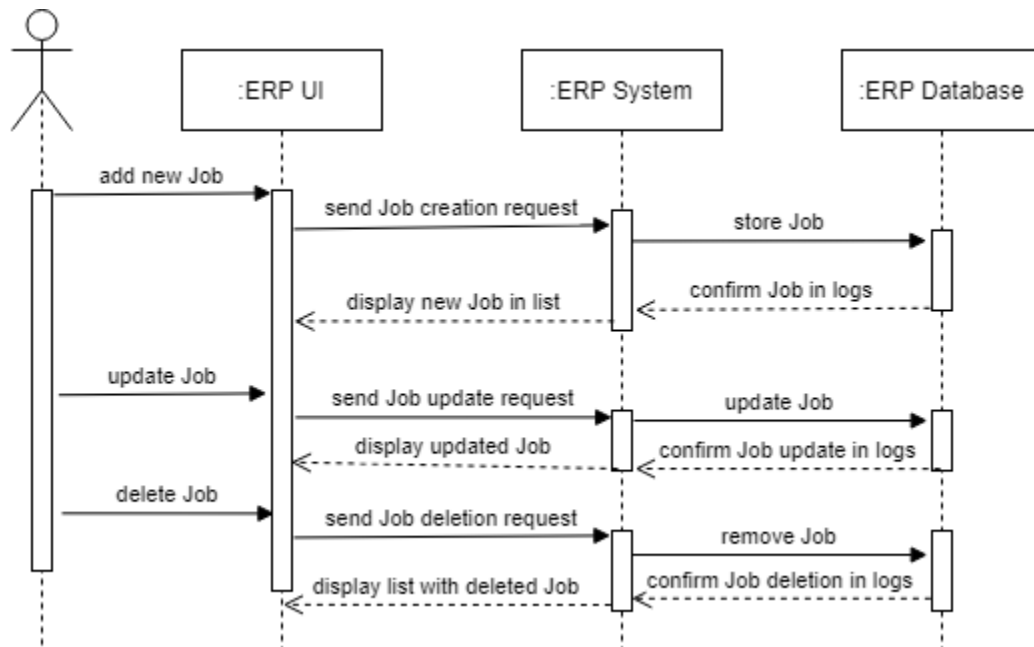 :ERP UI
:ERP System
:ERP Database
add new Job
send Job creation request
store Job
confirm Job in logs
display new Job in list
update Job
send Job update request
update Job
confirm Job update in logs
display updated Job
delete Job
send Job deletion request
remove Job
confirm Job deletion in logs
display list with deleted Job